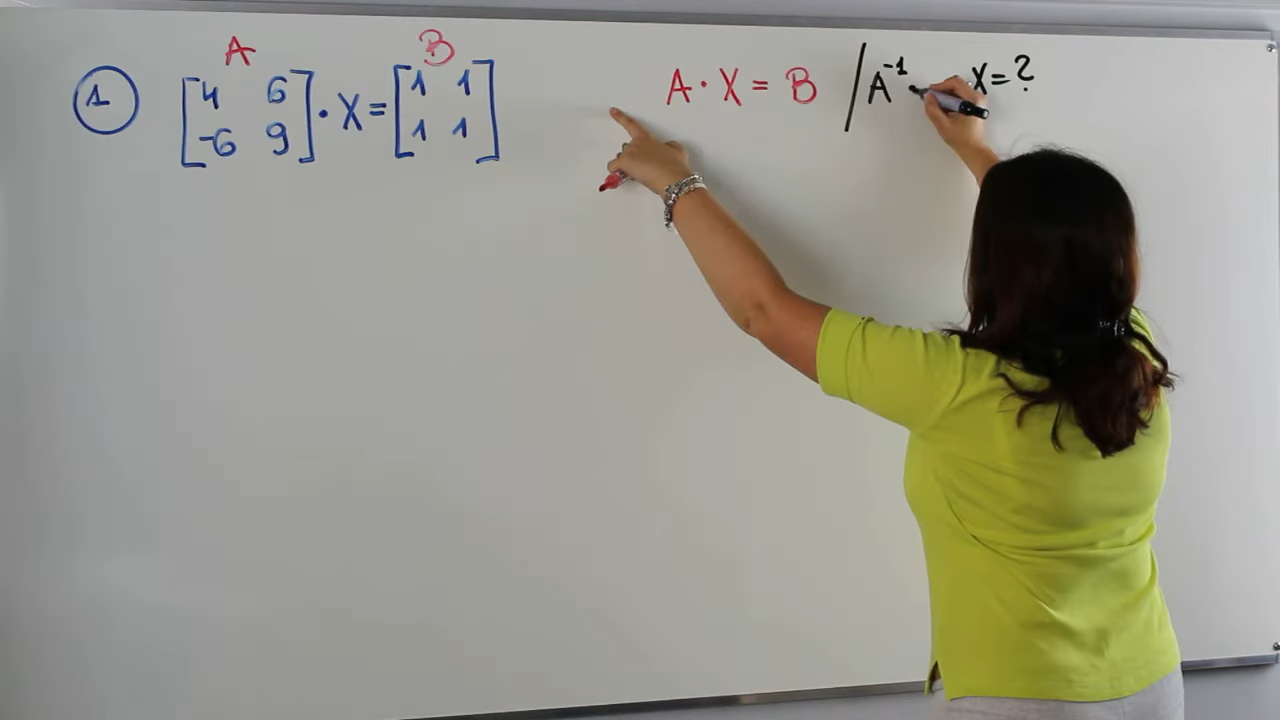 A B
① [4 6] · X = [1 1] A · X = B / A⁻¹ X = ?
[-6 9] [1 1]